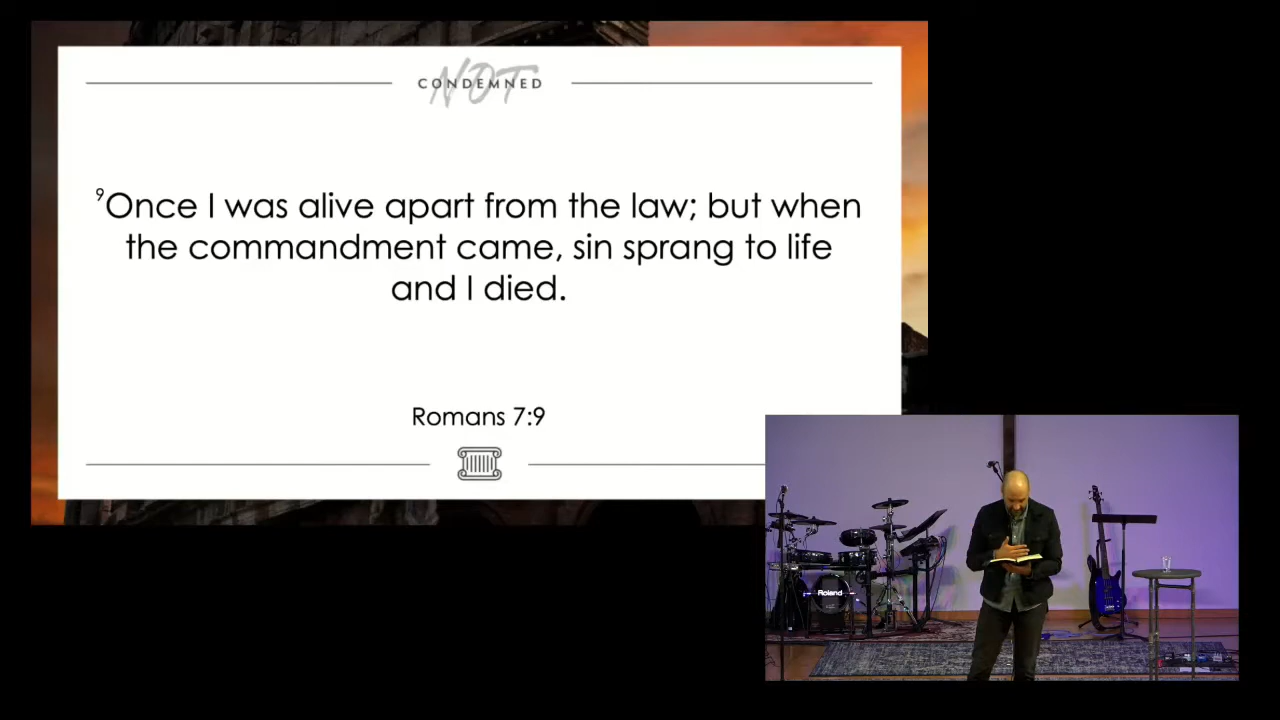 NOT
CONDEMNED
⁹Once I was alive apart from the law; but when
the commandment came, sin sprang to life
and I died.
Romans 7:9
Roland